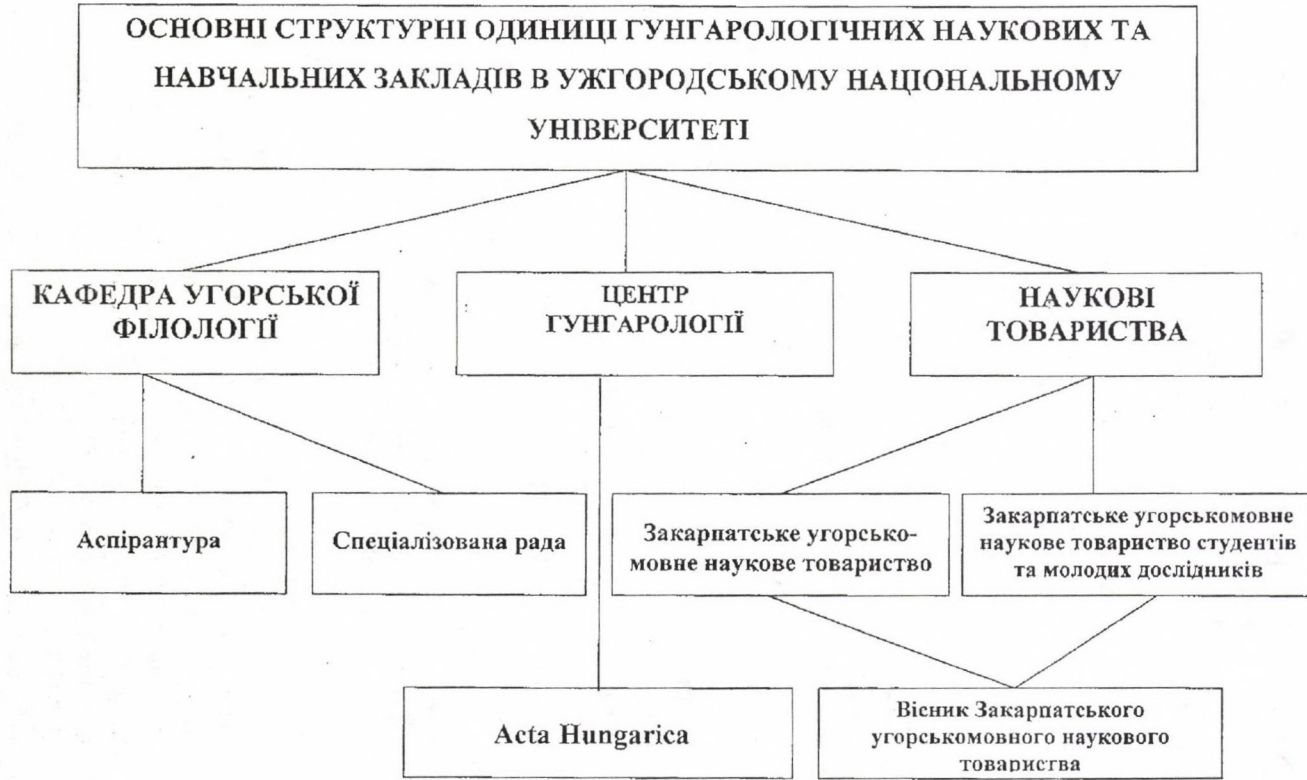 ОСНОВНІ СТРУКТУРНІ ОДИНИЦІ ГУНГАРОЛОГІЧНИХ НАУКОВИХ ТА
НАВЧАЛЬНИХ ЗАКЛАДІВ В УЖГОРОДСЬКОМУ НАЦІОНАЛЬНОМУ
УНІВЕРСИТЕТІ
КАФЕДРА УГОРСЬКОЇ
ФІЛОЛОГІЇ
ЦЕНТР
ГУНГАРОЛОГІЇ
НАУКОВІ
ТОВАРИСТВА
Аспірантура
Спеціалізована рада
Закарпатське угорсько-
мовне наукове товариство
Закарпатське угорськомовне
наукове товариство студентів
та молодих дослідників
Acta Hungarica
Вісник Закарпатського
угорськомовного наукового
товариства